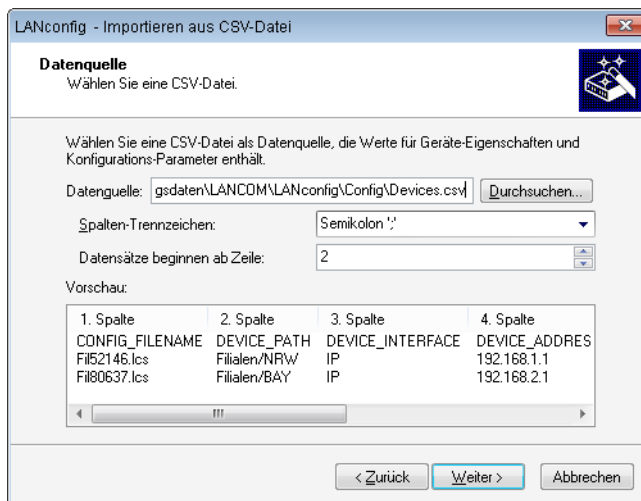 LANconfig - Importieren aus CSV-Datei
Datenquelle
Wählen Sie eine CSV-Datei.
Wählen Sie eine CSV-Datei als Datenquelle, die Werte für Geräte-Eigenschaften und
Konfigurations-Parameter enthält.
Datenquelle: gsdaten\LANCOM\LANconfig\Config\Devices.csv Durchsuchen...
Spalten-Trennzeichen: Semikolon ';'
Datensätze beginnen ab Zeile: 2
Vorschau:
1. Spalte 2. Spalte 3. Spalte 4. Spalte
CONFIG_FILENAME DEVICE_PATH DEVICE_INTERFACE DEVICE_ADDRES
Fil52146.lcs Filialen/NRW IP 192.168.1.1
Fil80637.lcs Filialen/BAY IP 192.168.2.1
< Zurück Weiter > Abbrechen